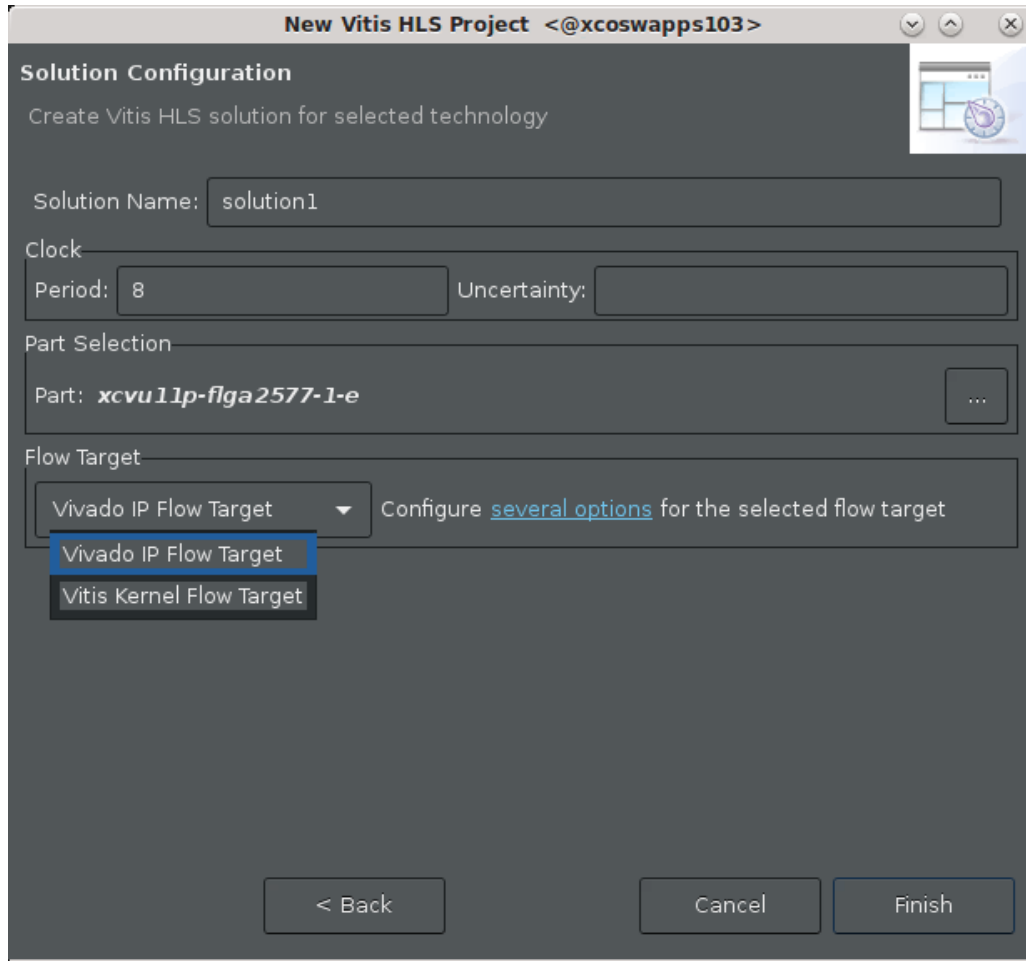 New Vitis HLS Project <@xcoswapps103>
Solution Configuration
Create Vitis HLS solution for selected technology
Solution Name: solution1
Clock
Period: 8 Uncertainty:
Part Selection
Part: xcvu11p-flga2577-1-e ...
Flow Target
Vivado IP Flow Target Configure several options for the selected flow target
Vivado IP Flow Target
Vitis Kernel Flow Target
< Back Cancel Finish